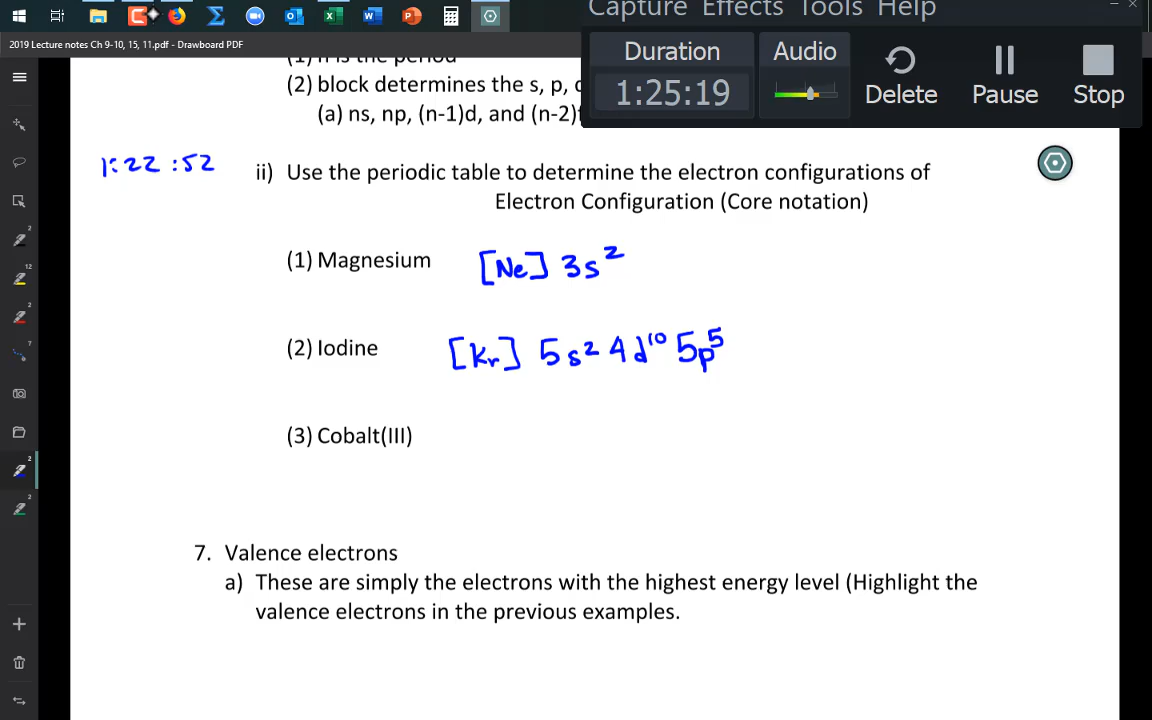 Capture Effects Tools Help
2019 Lecture notes Ch 9-10, 15, 11.pdf - Drawboard PDF
Duration
Audio
1:25:19
Delete
Pause
Stop
(1) n is the period
(2) block determines the s, p, d
(a) ns, np, (n-1)d, and (n-2)f
1:22:52
ii) Use the periodic table to determine the electron configurations of
Electron Configuration (Core notation)
(1) Magnesium [Ne] 3s²
(2) Iodine [Kr] 5s² 4d¹⁰ 5p⁵
(3) Cobalt(III)
7. Valence electrons
a) These are simply the electrons with the highest energy level (Highlight the
valence electrons in the previous examples.